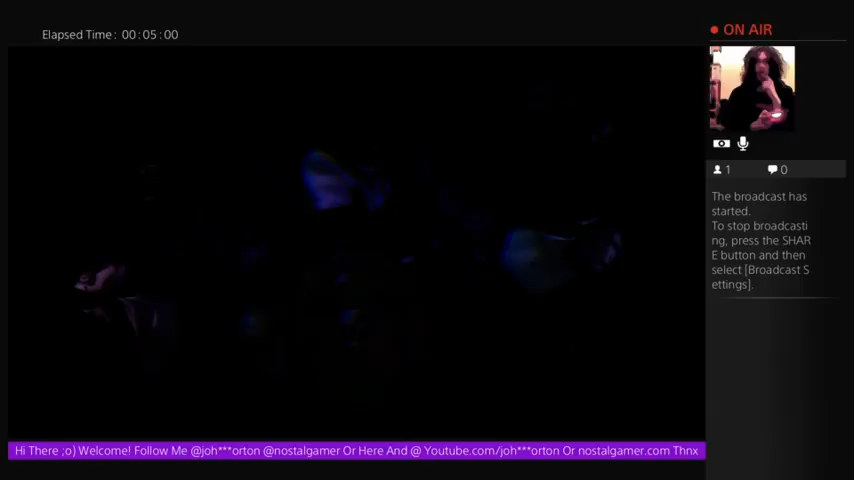 Elapsed Time: 00:05:00
ON AIR
1 0
The broadcast has
started.
To stop broadcasti
ng, press the SHAR
E button and then
select [Broadcast S
ettings].
Hi There ;o) Welcome! Follow Me @joh***orton @nostalgamer Or Here And @ Youtube.com/joh***orton Or nostalgamer.com Thnx